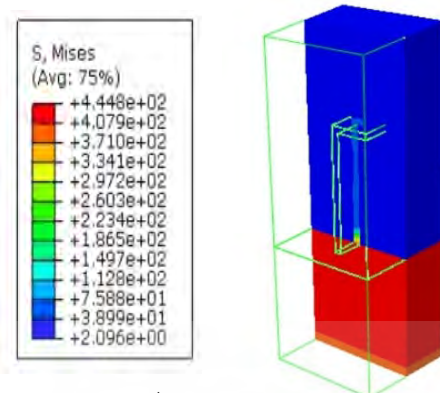 S, Mises
(Avg: 75%)
+4.448e+02
+4.079e+02
+3.710e+02
+3.341e+02
+2.972e+02
+2.603e+02
+2.234e+02
+1.865e+02
+1.497e+02
+1.128e+02
+7.588e+01
+3.899e+01
+2.096e+00